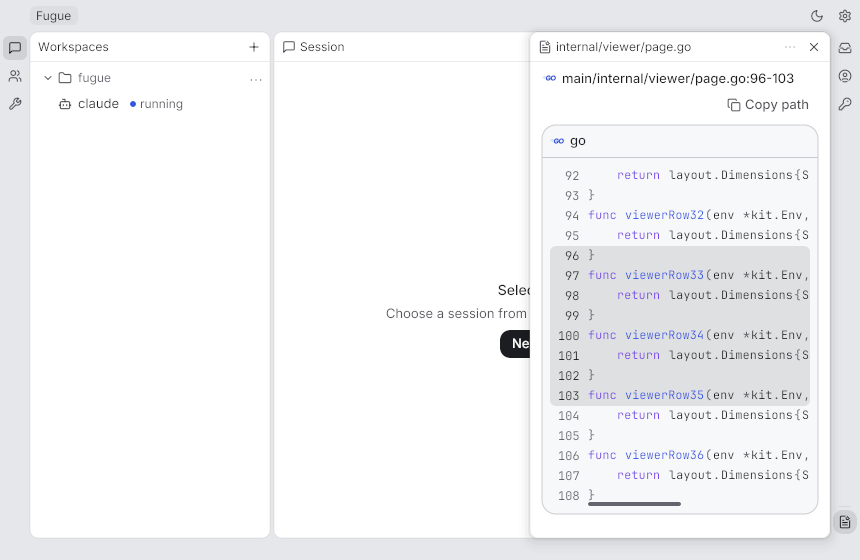 Fugue
Workspaces
fugue
claude
running
Session
Selec
Choose a session from
Ne
internal/viewer/page.go
GO main/internal/viewer/page.go:96-103
Copy path
GO go
92 return layout.Dimensions{S
93 }
94 func viewerRow32(env *kit.Env,
95 return layout.Dimensions{S
96 }
97 func viewerRow33(env *kit.Env,
98 return layout.Dimensions{S
99 }
100 func viewerRow34(env *kit.Env,
101 return layout.Dimensions{S
102 }
103 func viewerRow35(env *kit.Env,
104 return layout.Dimensions{S
105 }
106 func viewerRow36(env *kit.Env,
107 return layout.Dimensions{S
108 }